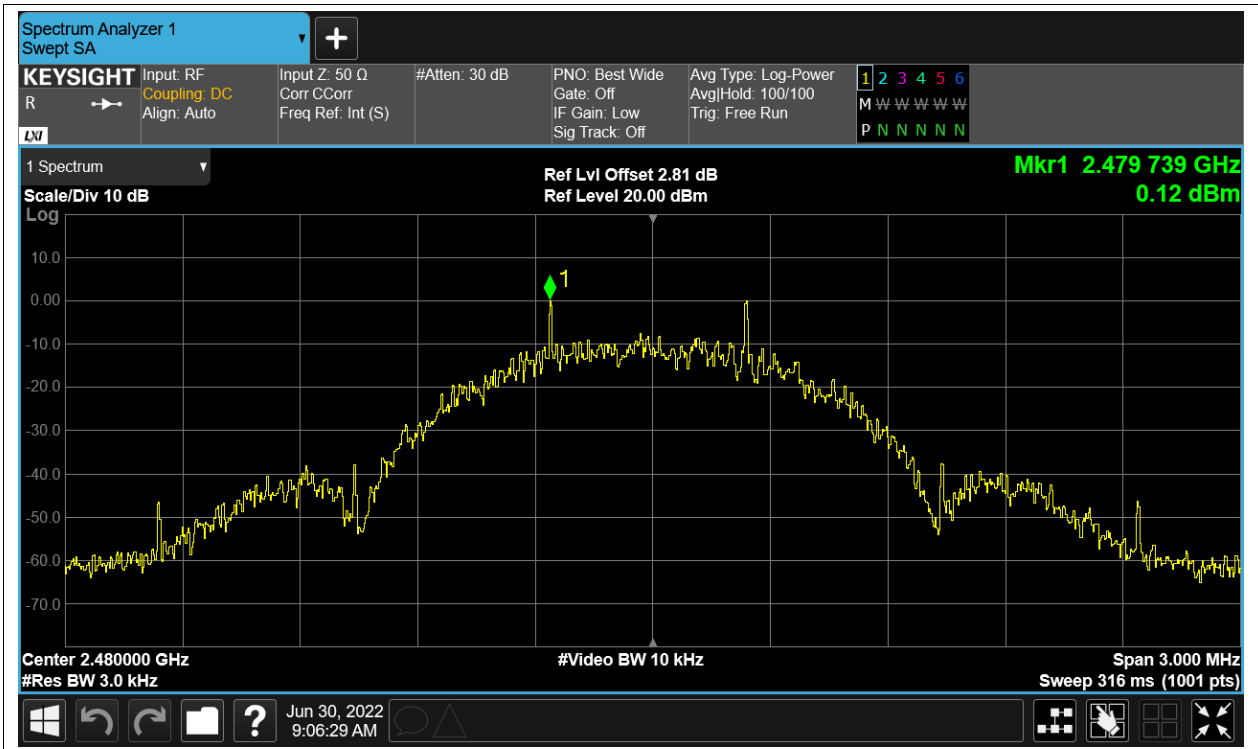 Spectrum Analyzer 1
Swept SA
KEYSIGHT
R
LXI
Input: RF
Coupling: DC
Align: Auto
Input Z: 50 Ω
Corr CCorr
Freq Ref: Int (S)
#Atten: 30 dB
PNO: Best Wide
Gate: Off
IF Gain: Low
Sig Track: Off
Avg Type: Log-Power
Avg|Hold: 100/100
Trig: Free Run
1 2 3 4 5 6
M W W W W W W
P N N N N N
1 Spectrum
Scale/Div 10 dB
Log
Ref Lvl Offset 2.81 dB
Ref Level 20.00 dBm
Mkr1 2.479 739 GHz
0.12 dBm
1
10.0
0.00
-10.0
-20.0
-30.0
-40.0
-50.0
-60.0
-70.0
Center 2.480000 GHz
#Res BW 3.0 kHz
#Video BW 10 kHz
Span 3.000 MHz
Sweep 316 ms (1001 pts)
?
Jun 30, 2022
9:06:29 AM